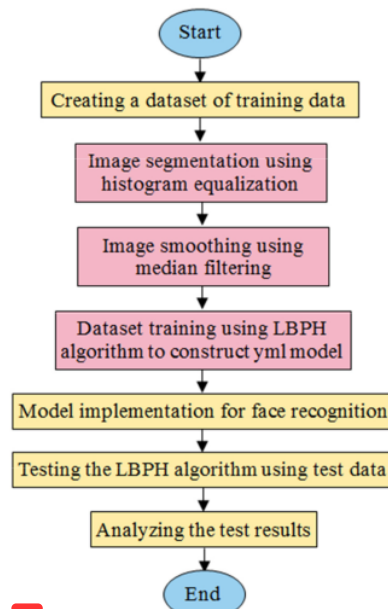 Start
Creating a dataset of training data
Image segmentation using
histogram equalization
Image smoothing using
median filtering
Dataset training using LBPH
algorithm to construct yml model
Model implementation for face recognition
Testing the LBPH algorithm using test data
Analyzing the test results
End